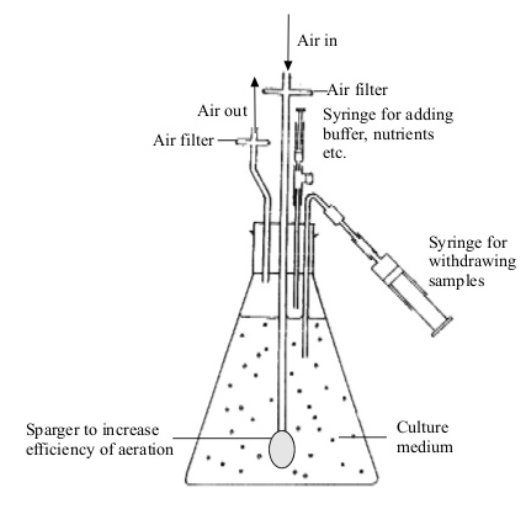 Air in
Air filter
Air out
Syringe for adding
buffer, nutrients
etc.
Air filter
Syringe for
withdrawing
samples
Sparger to increase
efficiency of aeration
Culture
medium